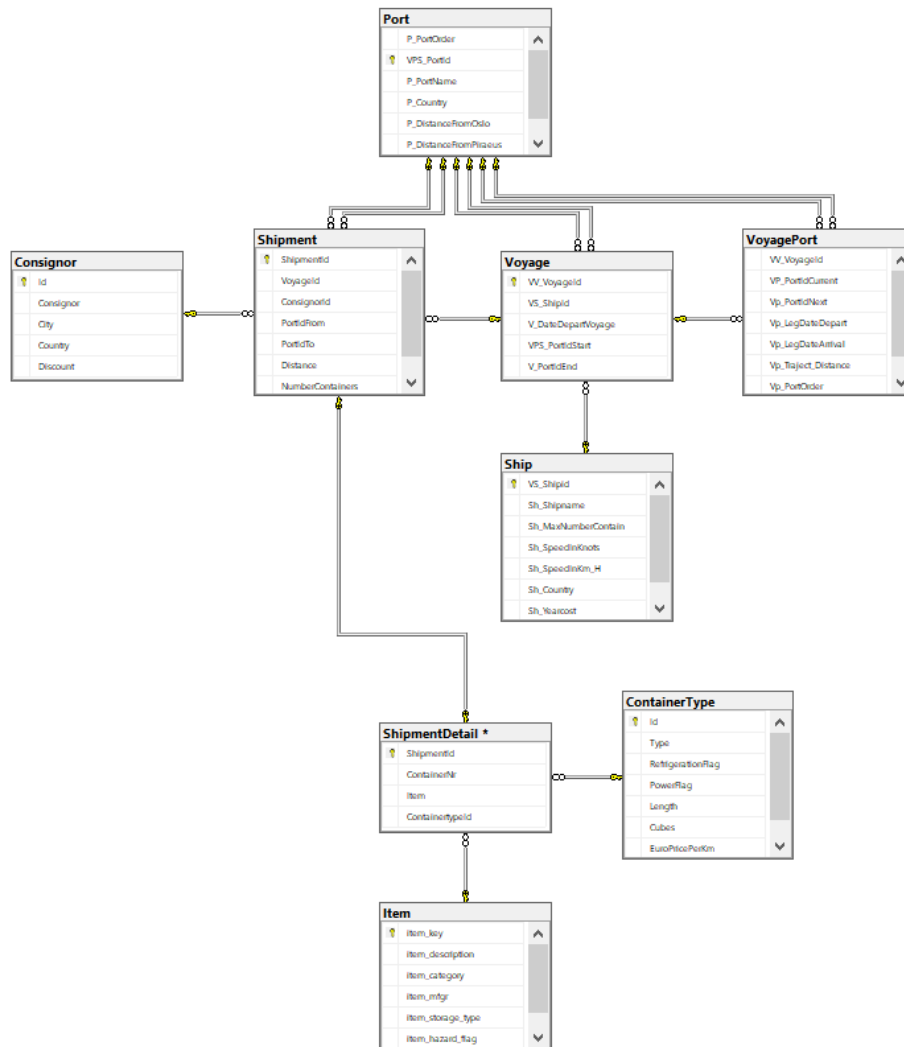 Port
P_PortOrder
VPS_PortId
P_PortName
P_Country
P_DistanceFromOslo
P_DistanceFromPiraeus
Consignor
Id
Consignor
City
Country
Discount
Shipment
ShipmentId
VoyageId
ConsignorId
PortIdFrom
PortIdTo
Distance
NumberContainers
Voyage
VV_VoyageId
VS_ShipId
V_DateDepartVoyage
VPS_PortIdStart
V_PortIdEnd
VoyagePort
VV_VoyageId
VP_PortIdCurrent
Vp_PortIdNext
Vp_LegDateDepart
Vp_LegDateArrival
Vp_Traject_Distance
Vp_PortOrder
Ship
VS_ShipId
Sh_Shipname
Sh_MaxNumberContain
Sh_SpeedInKnots
Sh_SpeedInKm_H
Sh_Country
Sh_Yearcost
ShipmentDetail *
ShipmentId
ContainerNr
Item
ContainertypeId
ContainerType
Id
Type
RefrigerationFlag
PowerFlag
Length
Cubes
EuroPricePerKm
Item
item_key
item_description
item_category
item_mfgr
item_storage_type
item_hazard_flag